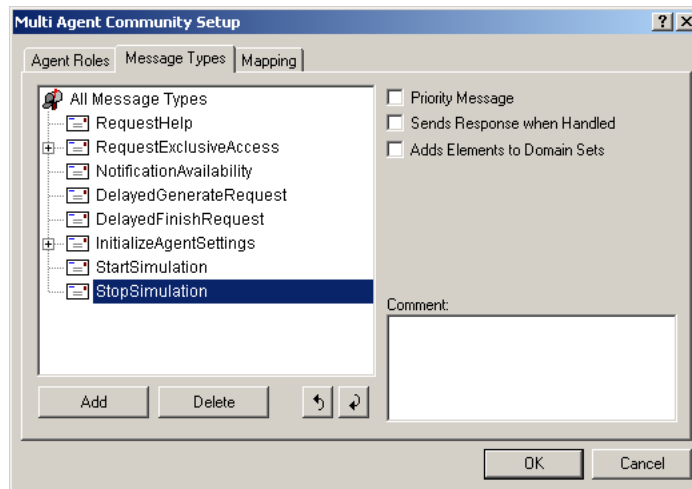 Multi Agent Community Setup
Agent Roles Message Types Mapping
All Message Types
RequestHelp
RequestExclusiveAccess
NotificationAvailability
DelayedGenerateRequest
DelayedFinishRequest
InitializeAgentSettings
StartSimulation
StopSimulation
Add Delete
Priority Message
Sends Response when Handled
Adds Elements to Domain Sets
Comment:
OK Cancel